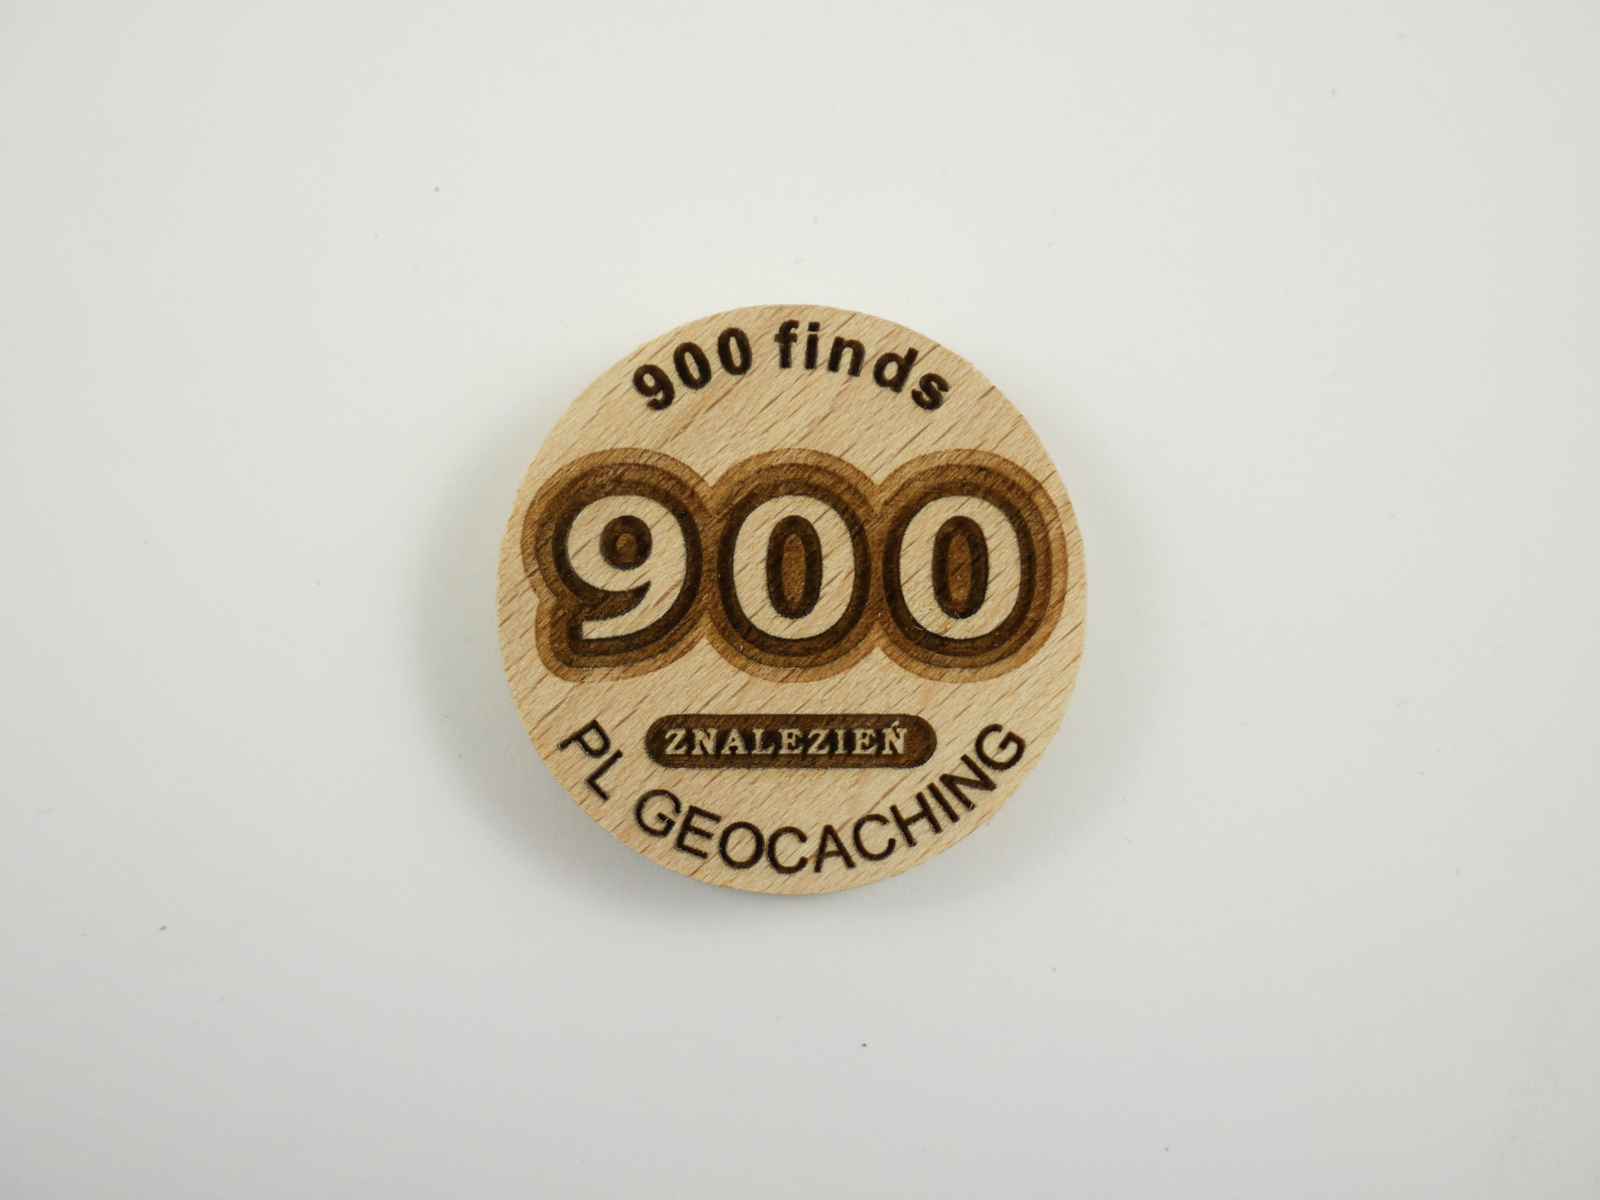 900 finds
900
ZNALEZIEŃ
PL GEOCACHING